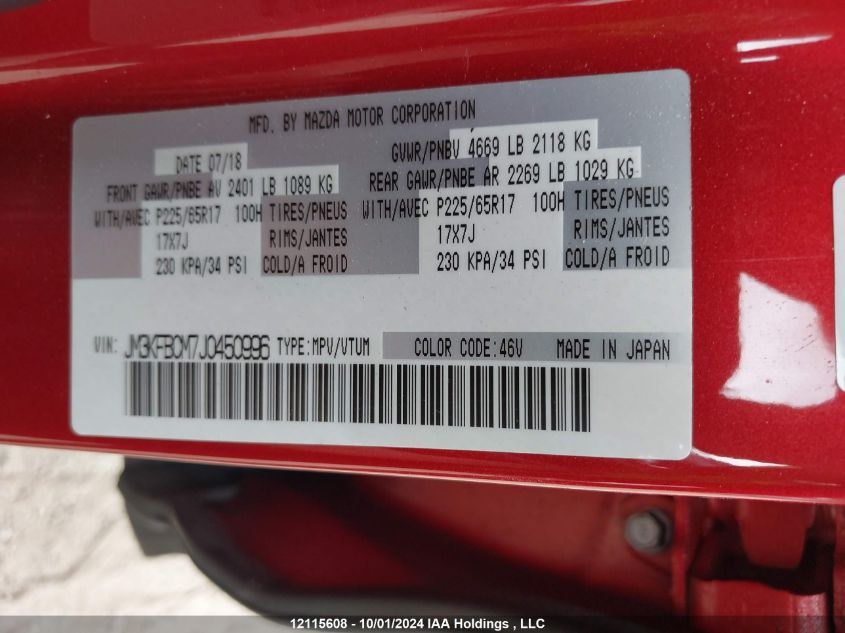 MFD. BY MAZDA MOTOR CORPORATION
DATE 07/18
GVWR/PNBV 4669 LB 2118 KG
FRONT GAWR/PNBE AV 2401 LB 1089 KG
REAR GAWR/PNBE AR 2269 LB 1029 KG
WITH/AVEC P225/65R17 100H TIRES/PNEUS
WITH/AVEC P225/65R17 100H TIRES/PNEUS
17X7J RIMS/JANTES
17X7J RIMS/JANTES
230 KPA/34 PSI COLD/A FROID
230 KPA/34 PSI COLD/A FROID
VIN: JM3KFBCM7J0450996 TYPE:MPV/VTUM COLOR CODE:46V MADE IN JAPAN
12115608 - 10/01/2024 IAA Holdings , LLC